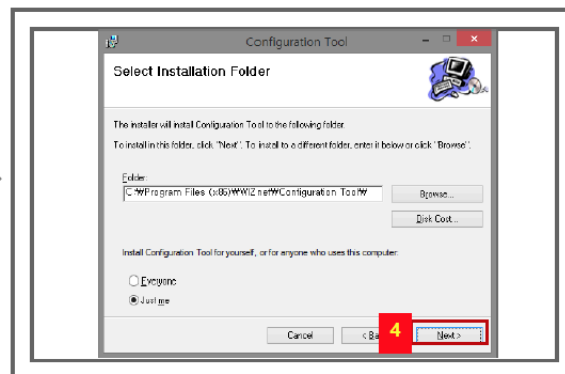 Configuration Tool
Select Installation Folder
The installer will install Configuration Tool to the following folder.
To install in this folder, click "Next". To install to a different folder, enter it below or click "Browse".
Folder:
C:₩Program Files (x86)₩WIZnet₩Configuration Tool₩
Browse...
Disk Cost...
Install Configuration Tool for yourself, or for anyone who uses this computer:
Everyone
Just me
Cancel
< Ba
4
Next >